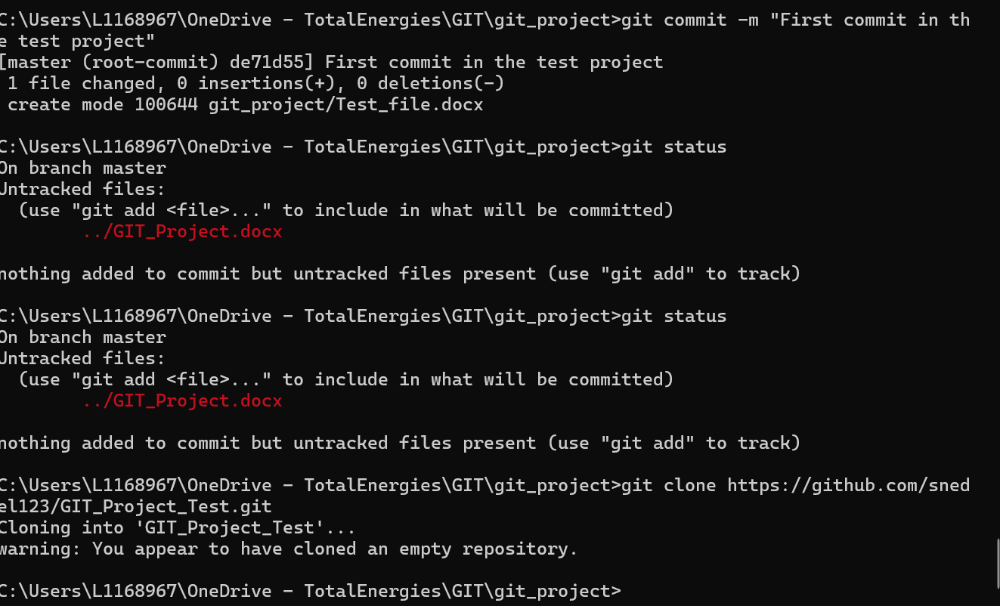 C:\Users\L1168967\OneDrive - TotalEnergies\GIT\git_project>git commit -m "First commit in th
e test project"
[master (root-commit) de71d55] First commit in the test project
 1 file changed, 0 insertions(+), 0 deletions(-)
 create mode 100644 git_project/Test_file.docx

C:\Users\L1168967\OneDrive - TotalEnergies\GIT\git_project>git status
On branch master
Untracked files:
  (use "git add <file>..." to include in what will be committed)
        ../GIT_Project.docx

nothing added to commit but untracked files present (use "git add" to track)

C:\Users\L1168967\OneDrive - TotalEnergies\GIT\git_project>git status
On branch master
Untracked files:
  (use "git add <file>..." to include in what will be committed)
        ../GIT_Project.docx

nothing added to commit but untracked files present (use "git add" to track)

C:\Users\L1168967\OneDrive - TotalEnergies\GIT\git_project>git clone https://github.com/sned
el123/GIT_Project_Test.git
Cloning into 'GIT_Project_Test'...
warning: You appear to have cloned an empty repository.

C:\Users\L1168967\OneDrive - TotalEnergies\GIT\git_project>